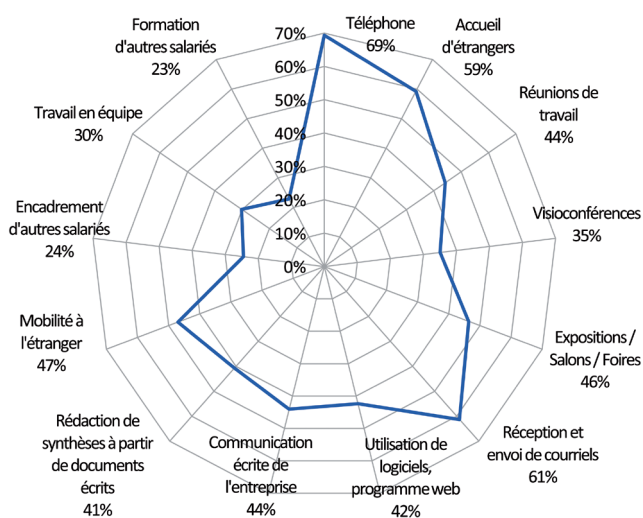 70%
60%
50%
40%
30%
20%
10%
0%
Téléphone
69%
Accueil
d'étrangers
59%
Réunions de
travail
44%
Visioconférences
35%
Expositions /
Salons / Foires
46%
Réception et
envoi de courriels
61%
Utilisation de
logiciels,
programme web
42%
Communication
écrite de
l'entreprise
44%
Rédaction de
synthèses à partir
de documents
écrits
41%
Mobilité à
l'étranger
47%
Encadrement
d'autres salariés
24%
Travail en équipe
30%
Formation
d'autres salariés
23%